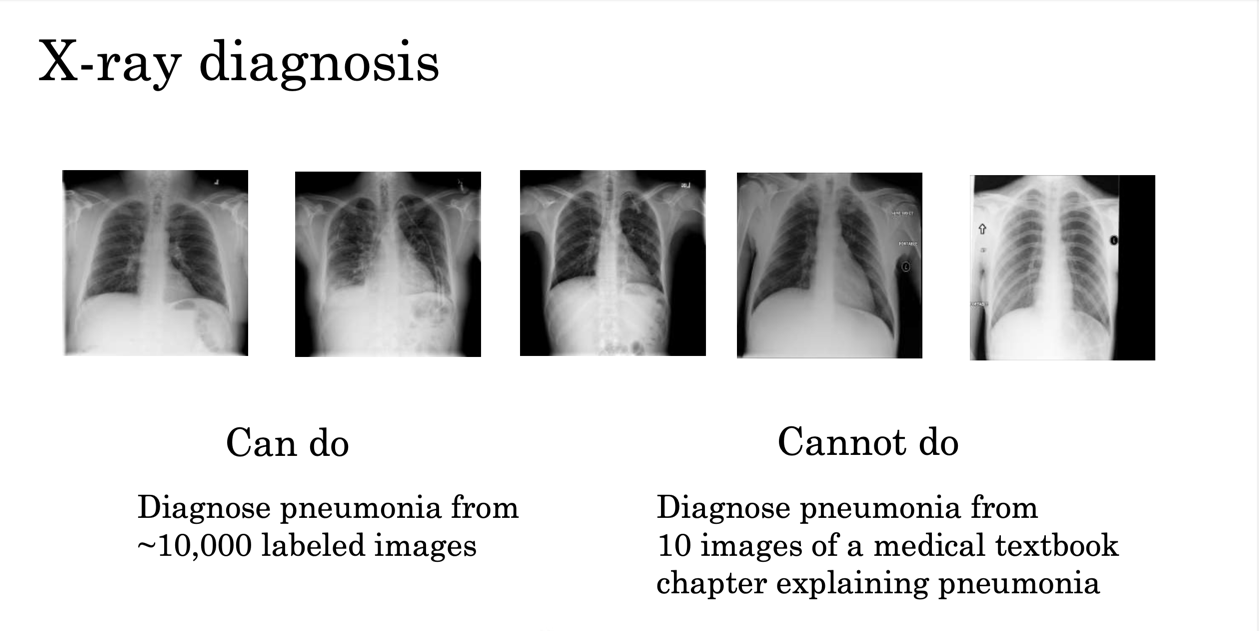 X-ray diagnosis
Can do
Diagnose pneumonia from
~10,000 labeled images
Cannot do
Diagnose pneumonia from
10 images of a medical textbook
chapter explaining pneumonia